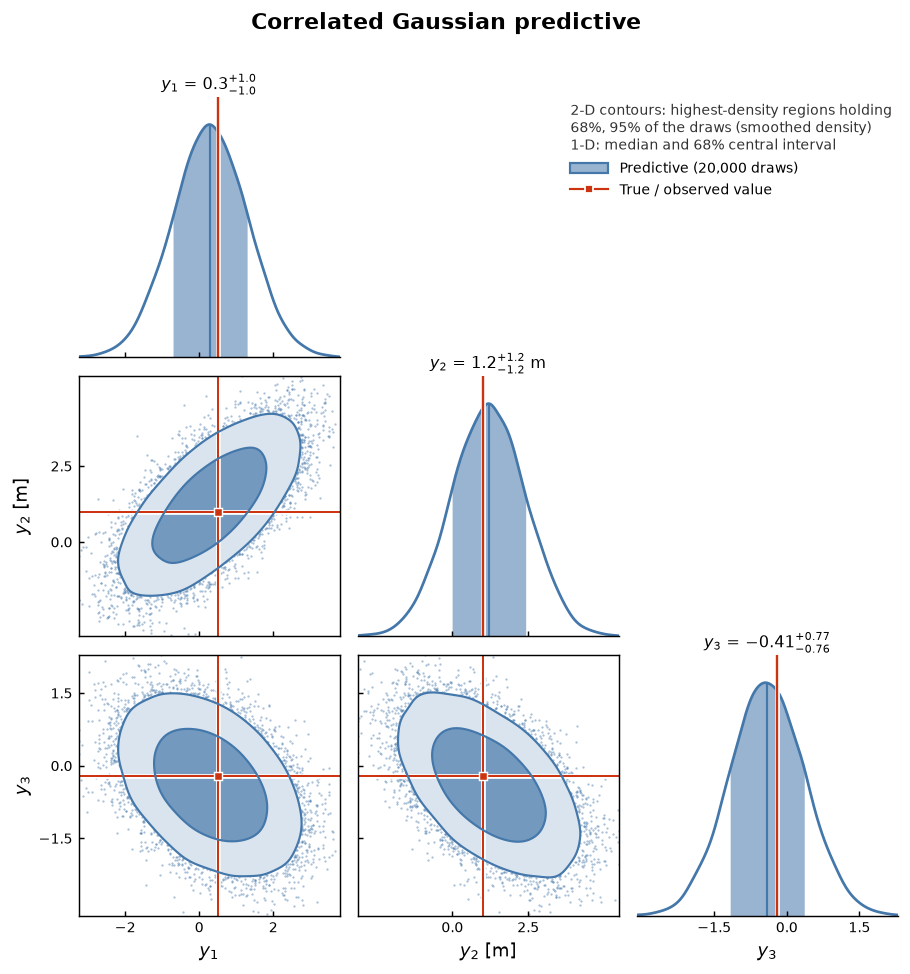 Correlated Gaussian predictive
y₁ = 0.3⁺¹·⁰₋₁.₀
2-D contours: highest-density regions holding
68%, 95% of the draws (smoothed density)
1-D: median and 68% central interval
Predictive (20,000 draws)
True / observed value
y₂ = 1.2⁺¹·²₋₁.₂ m
2.5
0.0
y₂ [m]
y₃ = −0.41⁺⁰·⁷⁷₋₀.₇₆
1.5
0.0
−1.5
y₃
−2 0 2
0.0 2.5
−1.5 0.0 1.5
y₁
y₂ [m]
y₃